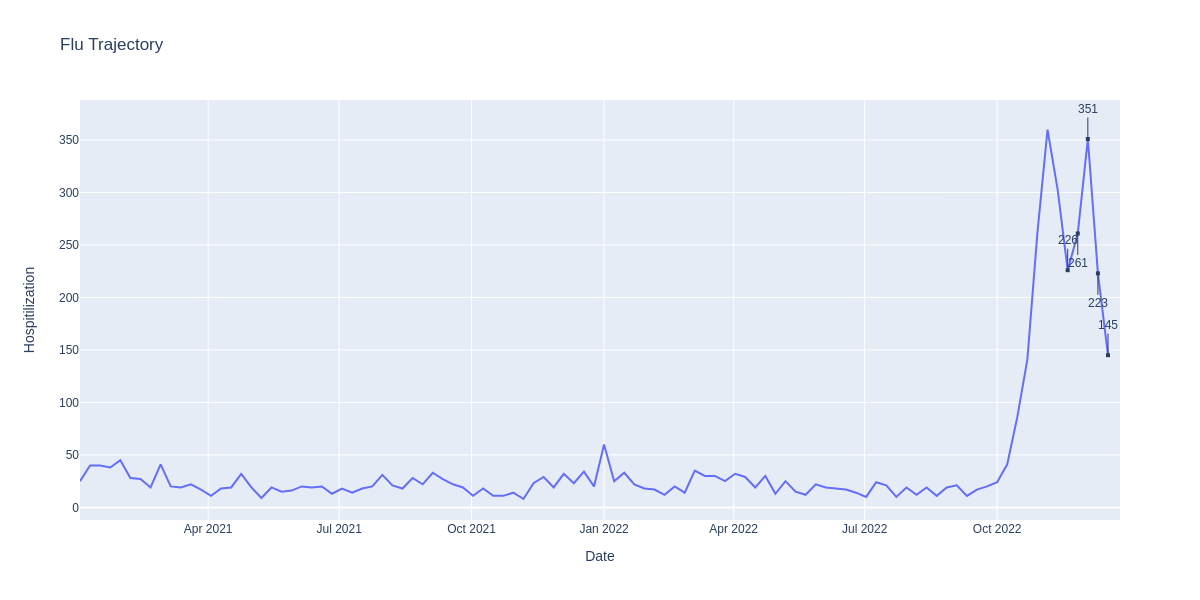 Flu Trajectory
351
350
300
250
226
261
200
223
145
150
100
50
0
Hospitilization
Apr 2021
Jul 2021
Oct 2021
Jan 2022
Apr 2022
Jul 2022
Oct 2022
Date